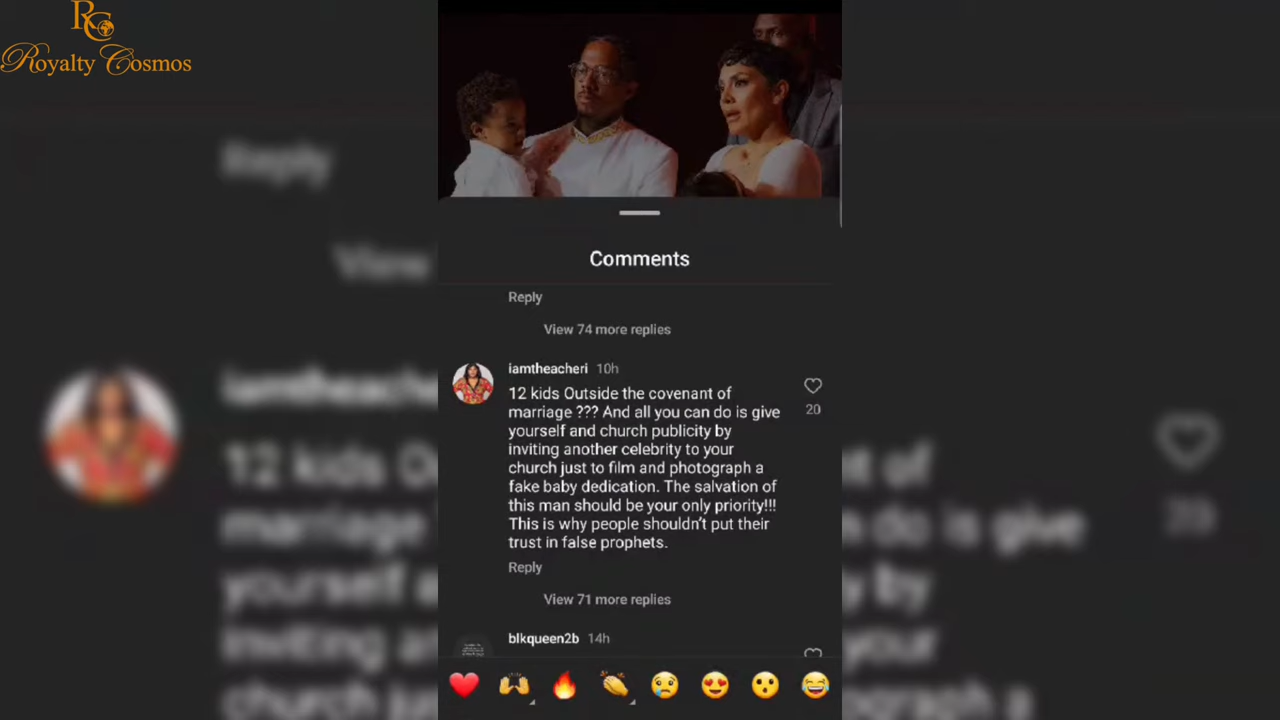 RC
Royalty Cosmos
Comments
Reply
View 74 more replies
iamtheacheri 10h
12 kids Outside the covenant of
marriage ??? And all you can do is give
yourself and church publicity by
inviting another celebrity to your
church just to film and photograph a
fake baby dedication. The salvation of
this man should be your only priority!!!
This is why people shouldn't put their
trust in false prophets.
20
Reply
View 71 more replies
blkqueen2b 14h